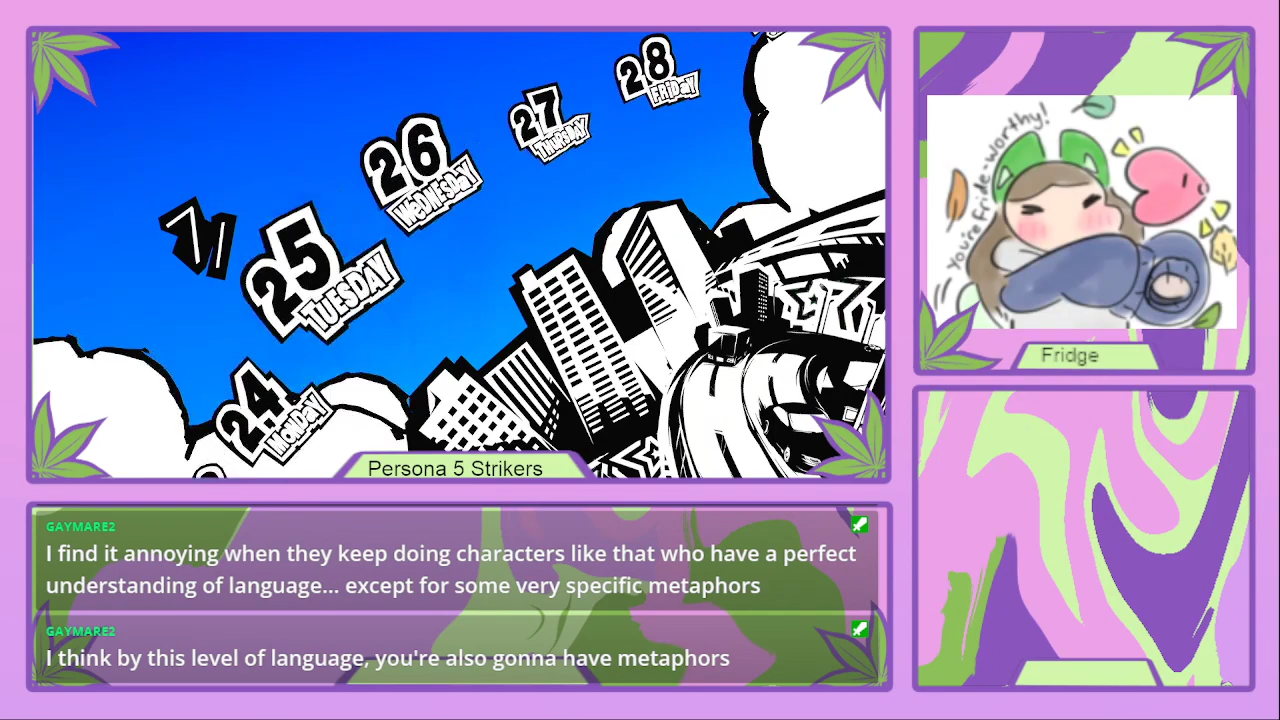 28
FRIDAY
27
THURSDAY
26
WEDNESDAY
7/
25
TUESDAY
24
MONDAY
Persona 5 Strikers
You're Fridge-worthy!
Fridge
GAYMARE2
I find it annoying when they keep doing characters like that who have a perfect
understanding of language... except for some very specific metaphors
GAYMARE2
I think by this level of language, you're also gonna have metaphors